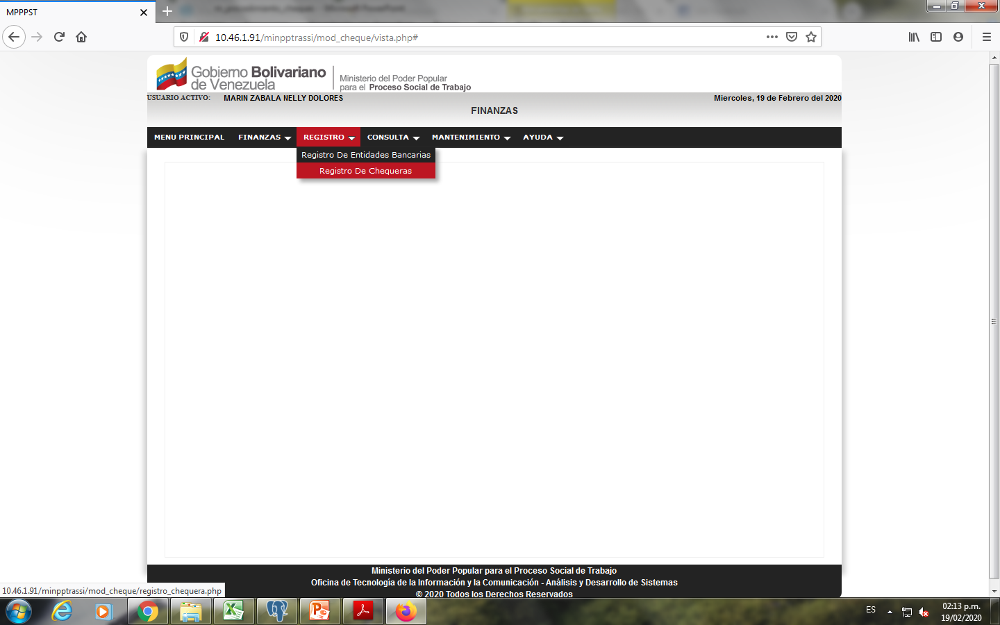 MPPPST
10.46.1.91/minpptrassi/mod_cheque/vista.php#
Gobierno Bolivariano
de Venezuela
Ministerio del Poder Popular
para el Proceso Social de Trabajo
USUARIO ACTIVO: MARIN ZABALA NELLY DOLORES Miercoles, 19 de Febrero del 2020
FINANZAS
MENU PRINCIPAL FINANZAS REGISTRO CONSULTA MANTENIMIENTO AYUDA
Registro De Entidades Bancarias
Registro De Chequeras
Ministerio del Poder Popular para el Proceso Social de Trabajo
Oficina de Tecnología de la Información y la Comunicación - Análisis y Desarrollo de Sistemas
© 2020 Todos los Derechos Reservados
10.46.1.91/minpptrassi/mod_cheque/registro_chequera.php
ES
02:13 p.m.
19/02/2020